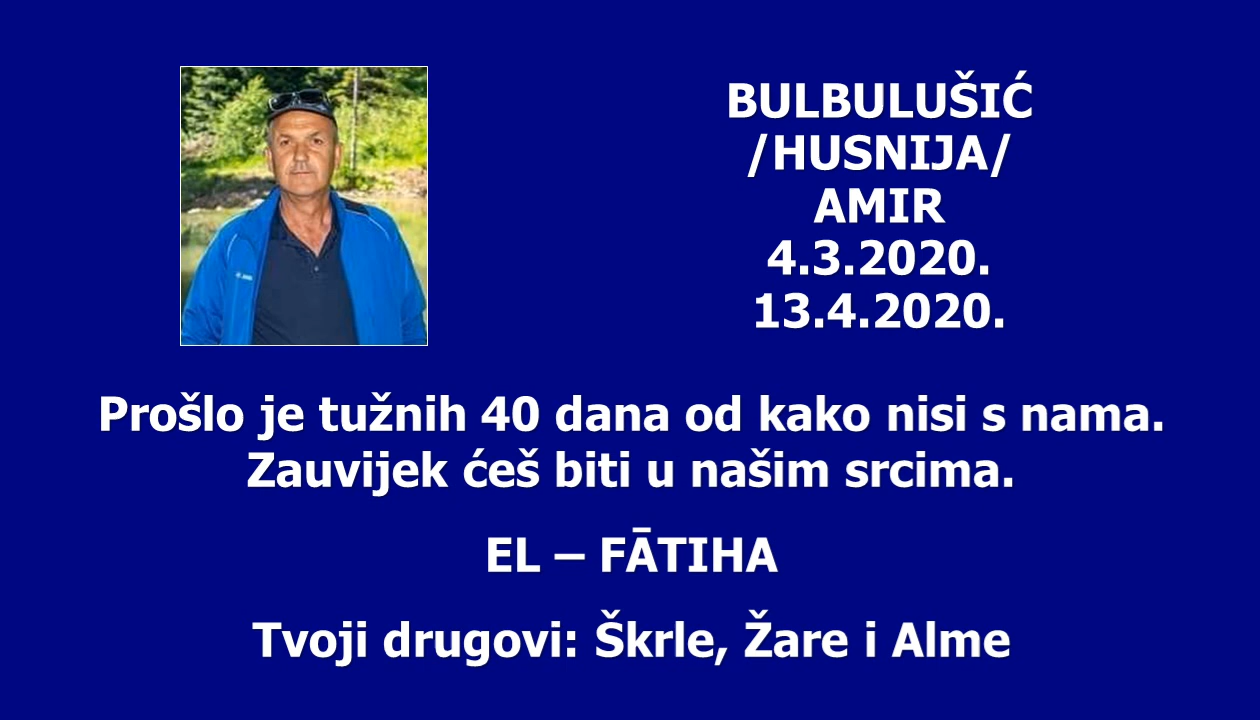 BULBULUŠIĆ
/HUSNIJA/
AMIR
4.3.2020.
13.4.2020.
Prošlo je tužnih 40 dana od kako nisi s nama.
Zauvijek ćeš biti u našim srcima.
EL – FĀTIHA
Tvoji drugovi: Škrle, Žare i Alme